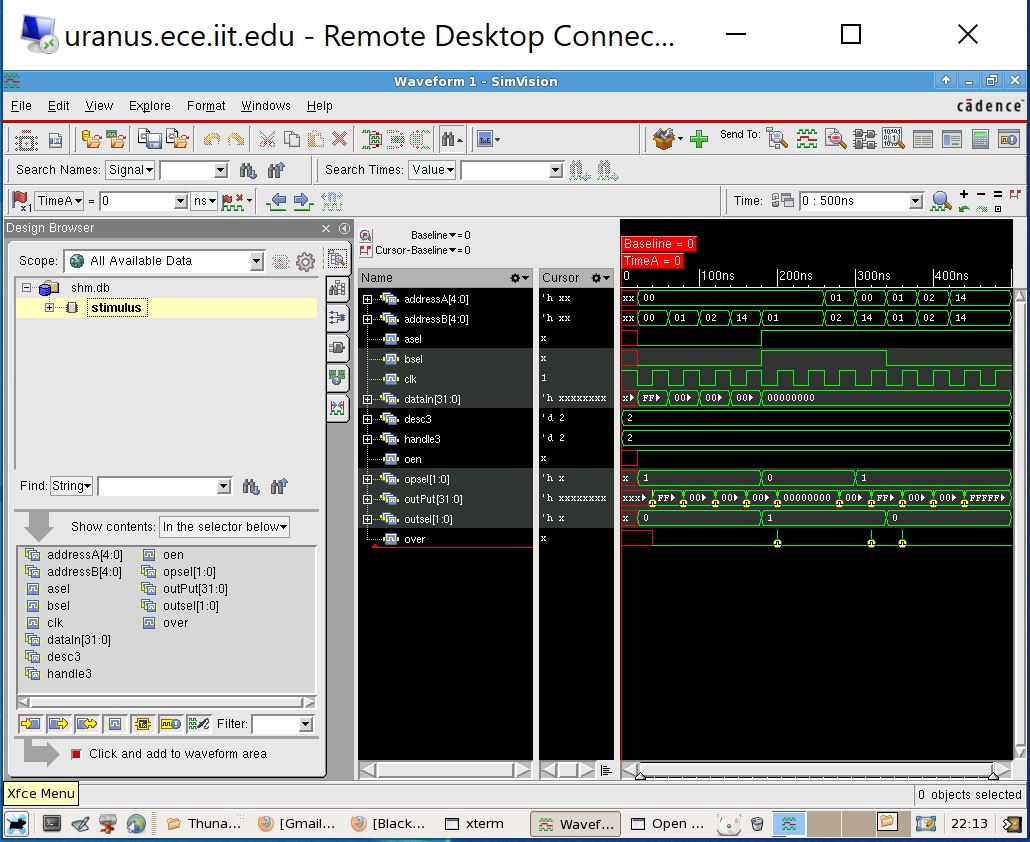 uranus.ece.iit.edu - Remote Desktop Connec...
Waveform 1 - SimVision
File Edit View Explore Format Windows Help
cādence
Send To:
Search Names: Signal
Search Times: Value
TimeA = 0 ns
Time: 0 : 500ns
Design Browser
Baseline = 0
Cursor-Baseline = 0
Scope: All Available Data
shm.db
stimulus
Find: String
Show contents: In the selector below
addressA[4:0] oen
addressB[4:0] opsel[1:0]
asel outPut[31:0]
bsel outsel[1:0]
clk over
dataIn[31:0]
desc3
handle3
Filter:
Click and add to waveform area
Name Cursor
Baseline = 0
TimeA = 0
0 100ns 200ns 300ns 400ns
addressA[4:0] 'h xx xx 00 01 00 01 02 14
addressB[4:0] 'h xx xx 00 01 02 14 01 02 14 01 02 14
asel x
bsel x
clk 1
dataIn[31:0] 'h xxxxxxxx x FF 00 00 00 00000000
desc3 'd 2 2
handle3 'd 2 2
oen x
opsel[1:0] 'h x x 1 0 1
outPut[31:0] 'h xxxxxxxx xxx FF 00 00 00 00000000 00 FF 00 00 FFFFF
outsel[1:0] 'h x x 0 1 0
over x
Xfce Menu
0 objects selected
Thuna... [Gmail... [Black... xterm Wavef... Open ... 22:13